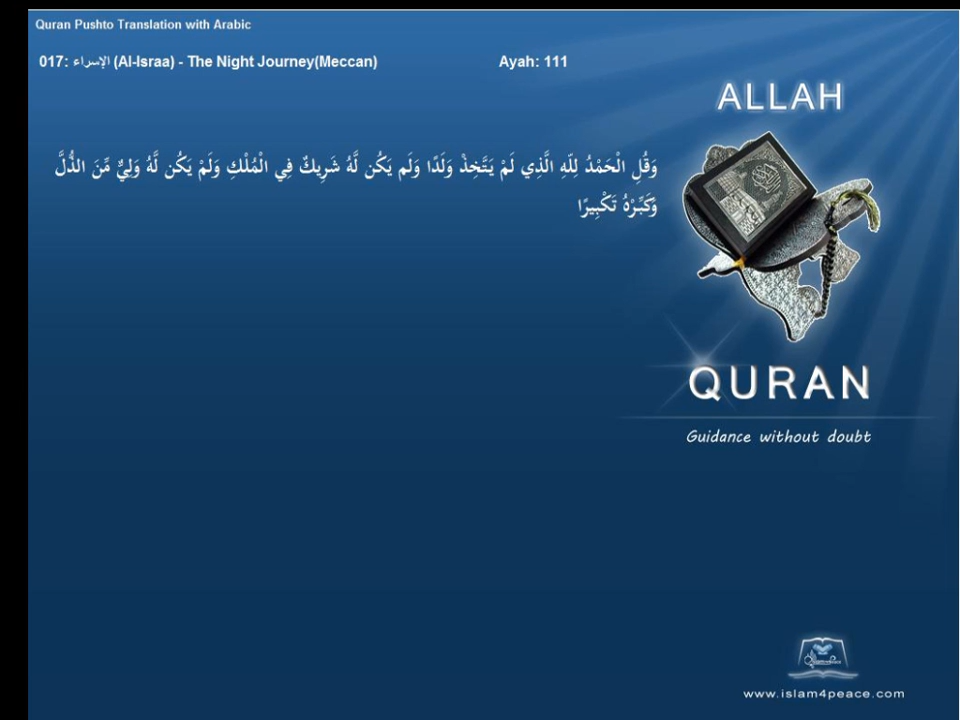 Quran Pushto Translation with Arabic
017: الإسراء (Al-Israa) - The Night Journey(Meccan) Ayah: 111
ALLAH
وَقُلِ الْحَمْدُ لِلّهِ الَّذِي لَمْ يَتَّخِذْ وَلَدًا وَلَم يَكُن لَّهُ شَرِيكٌ فِي الْمُلْكِ وَلَمْ يَكُن لَّهُ وَلِيٌّ مِّنَ الذُّلَّ
وَكَبِّرْهُ تَكْبِيرًا
QURAN
Guidance without doubt
www.islam4peace.com